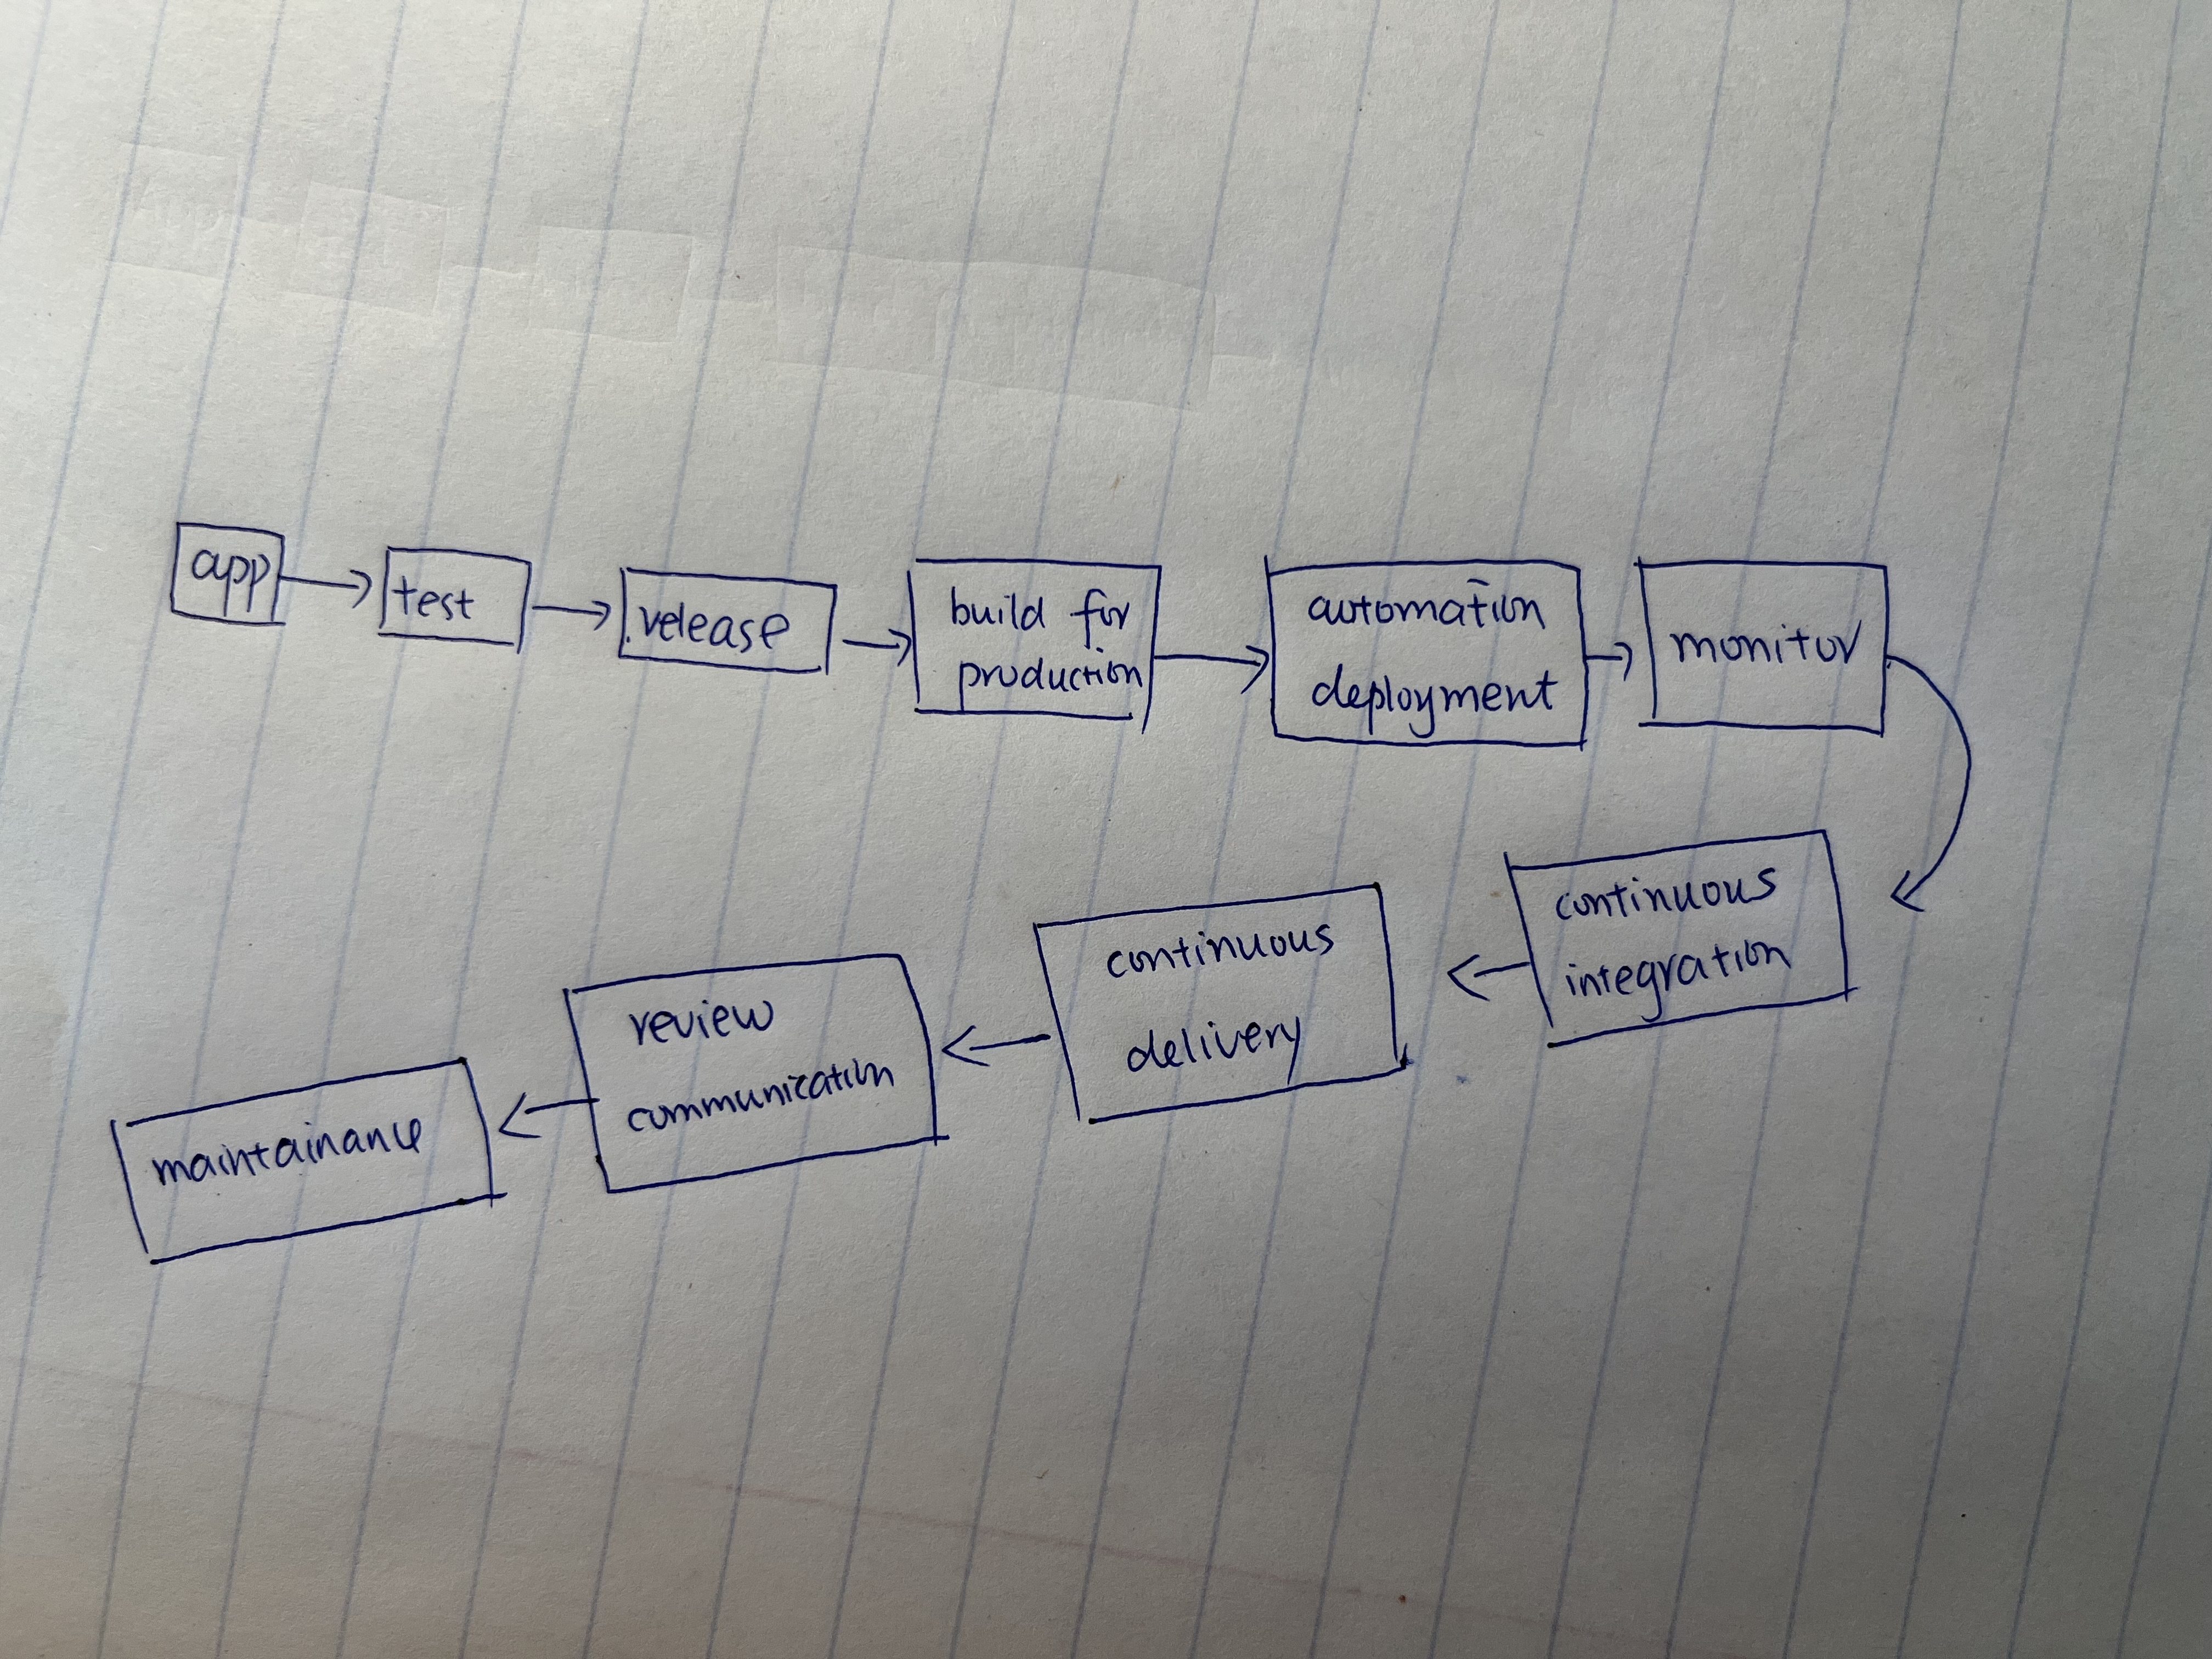 app
test
release
build for
production
automation
deployment
monitor
continuous
integration
continuous
delivery
review
communication
maintainance